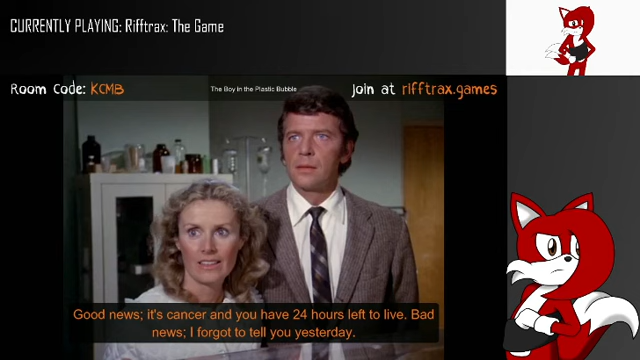 CURRENTLY PLAYING: Rifftrax: The Game
Room Code: KCMB
The Boy in the Plastic Bubble
join at rifftrax.games
Good news; it's cancer and you have 24 hours left to live. Bad
news; I forgot to tell you yesterday.